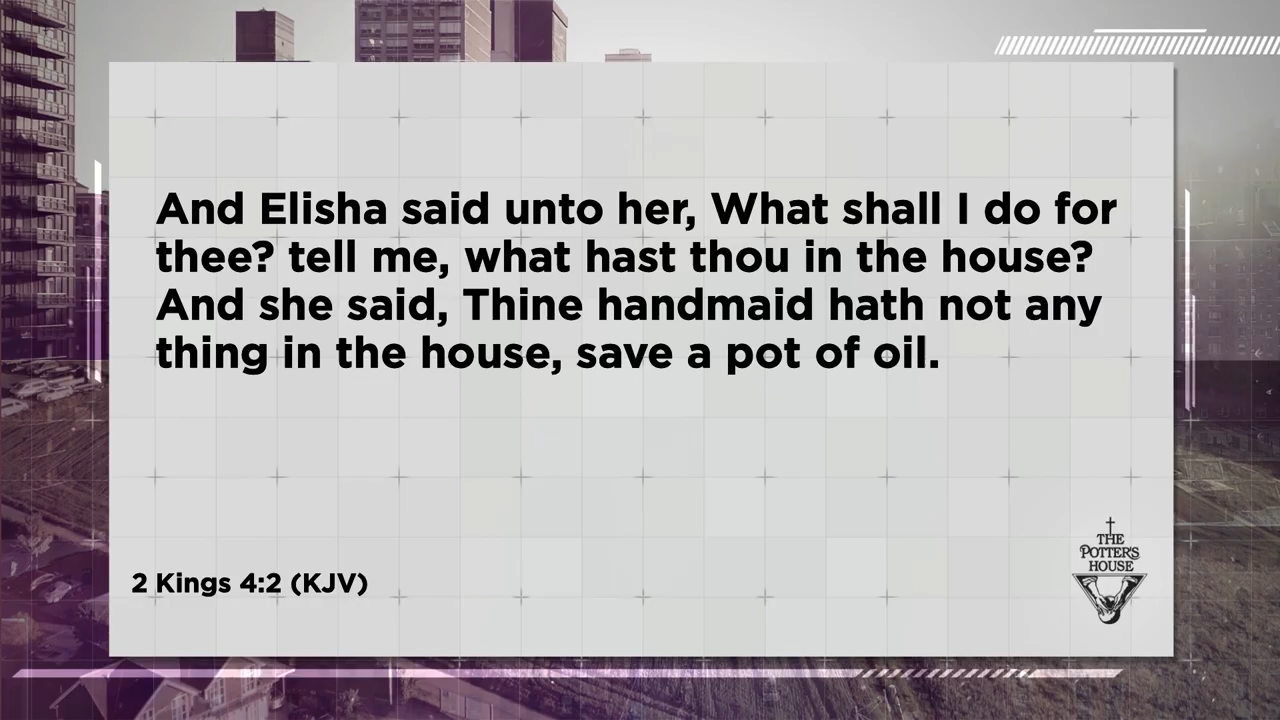 And Elisha said unto her, What shall I do for
thee? tell me, what hast thou in the house?
And she said, Thine handmaid hath not any
thing in the house, save a pot of oil.
2 Kings 4:2 (KJV)
THE
POTTER'S
HOUSE